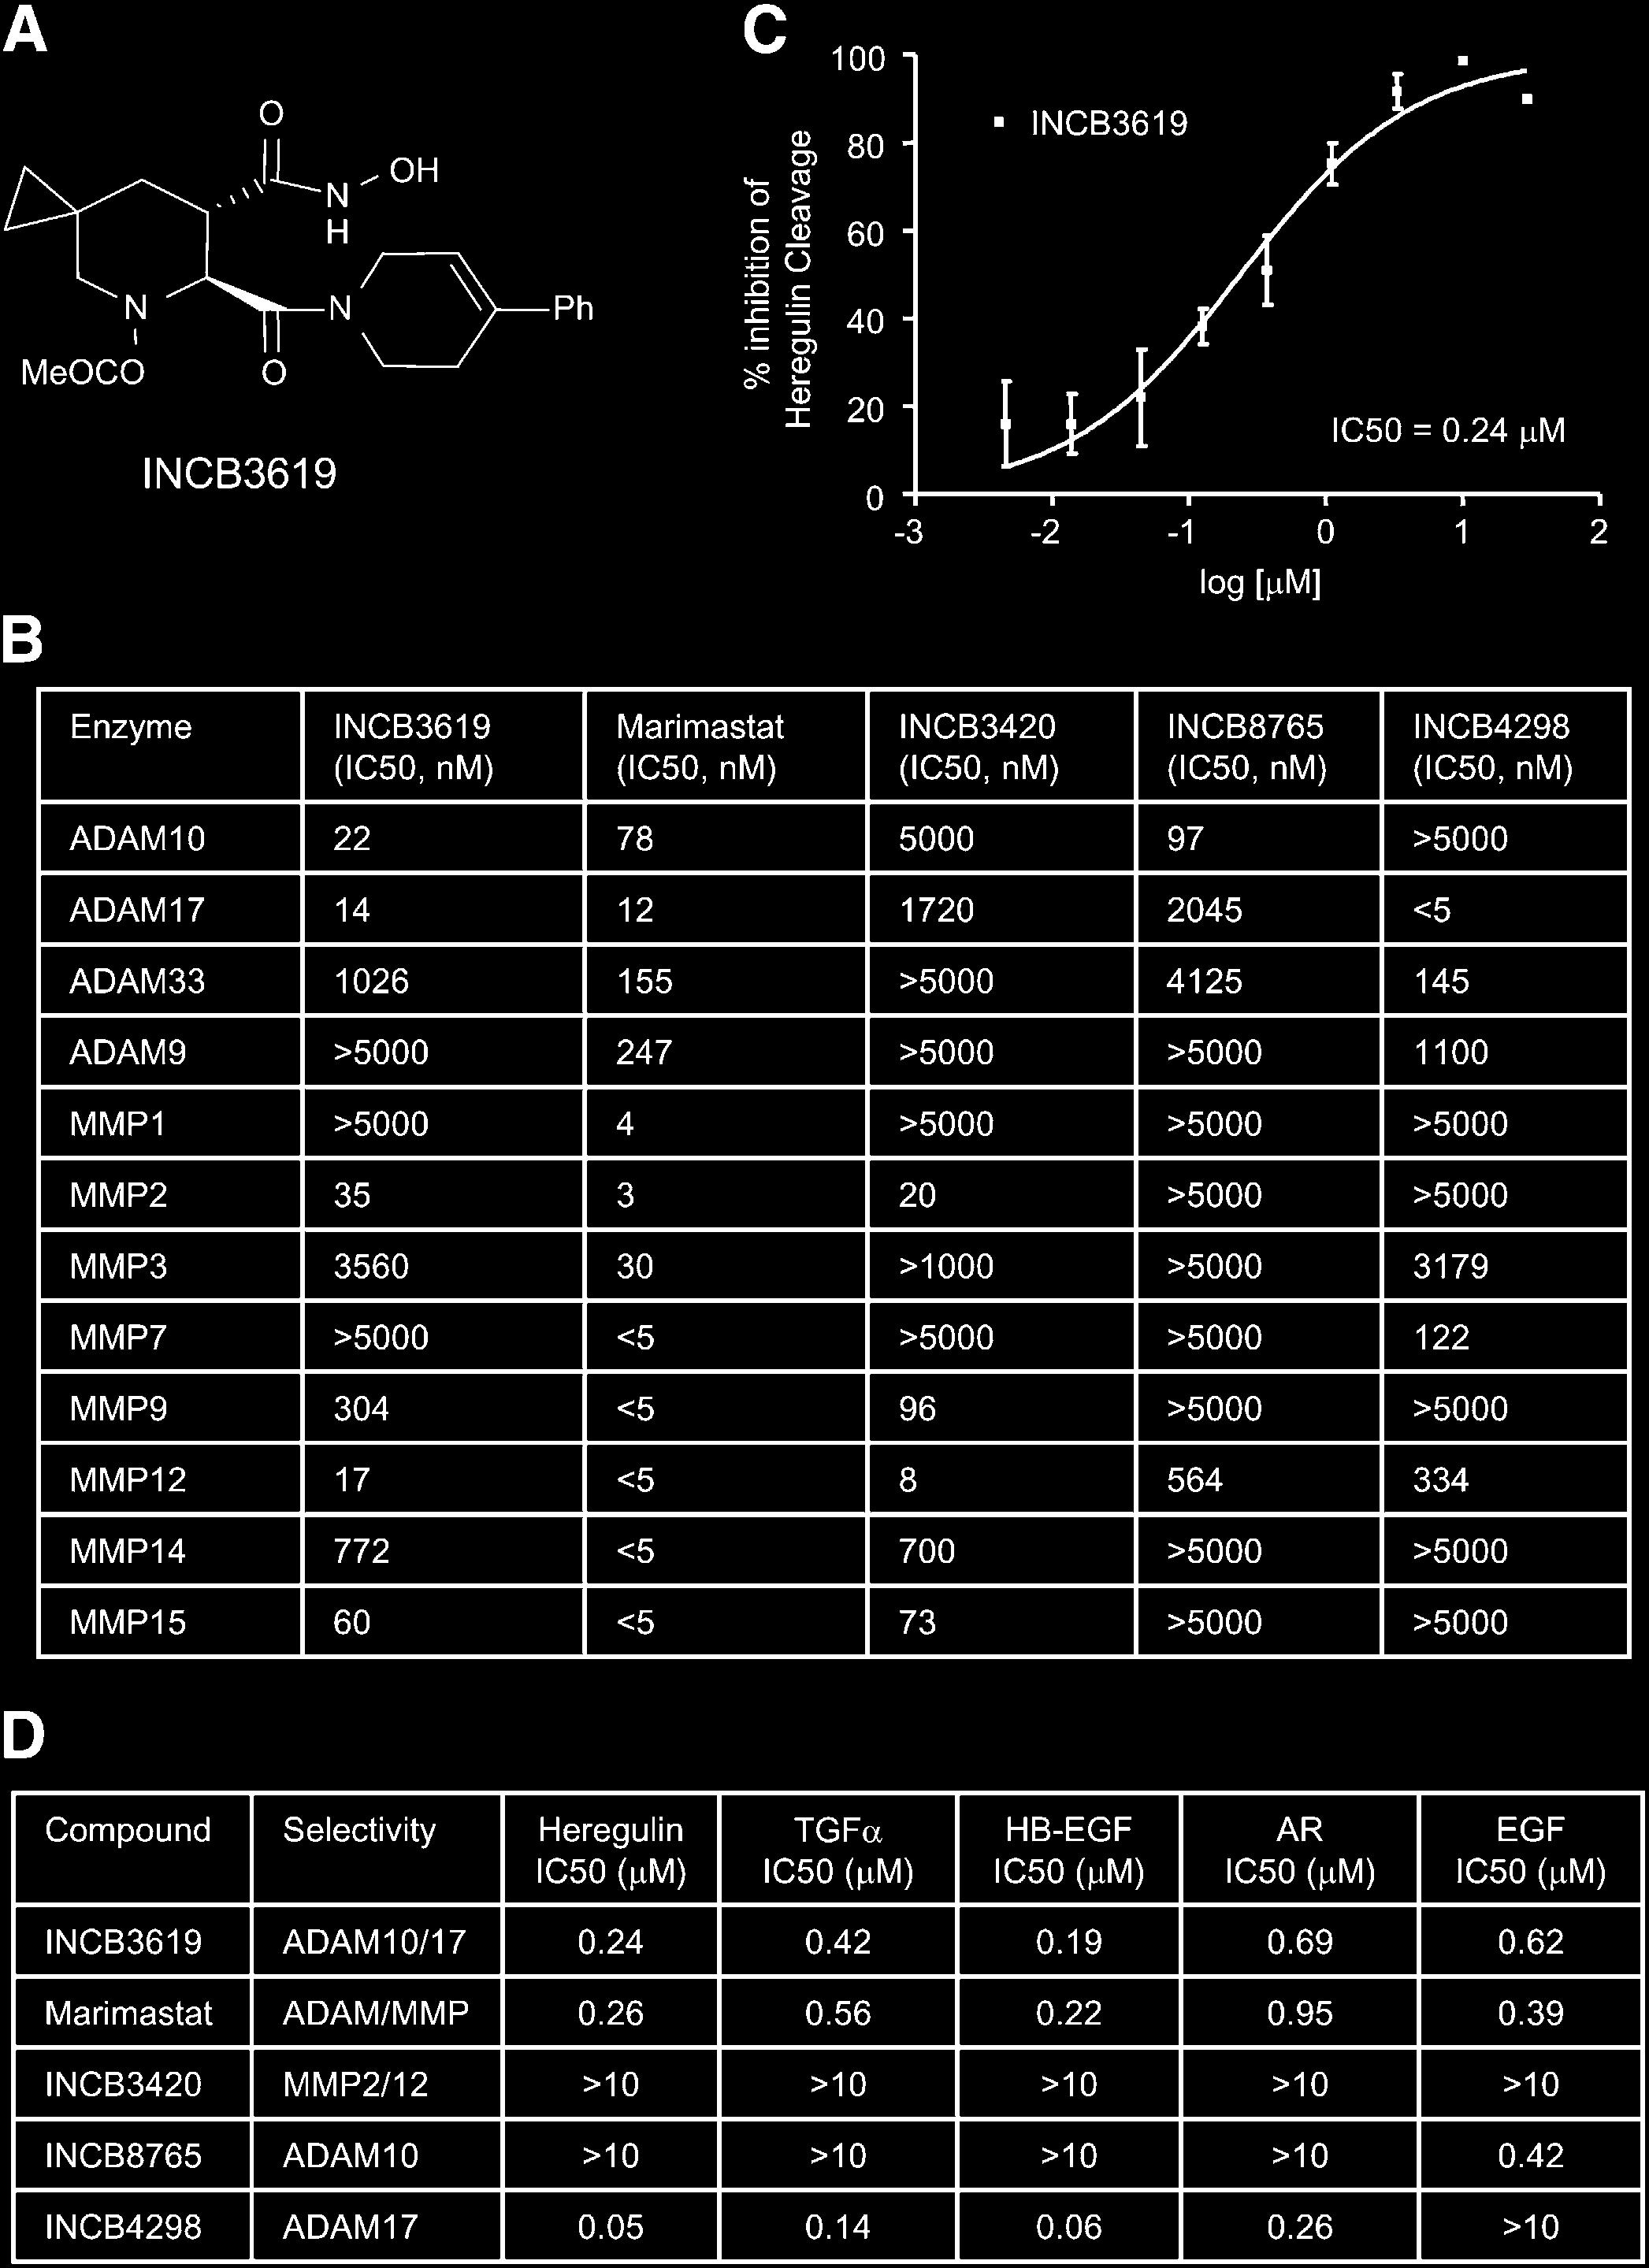 A
O
OH
N
H
N
N
Ph
MeOCO
O
INCB3619
C
100
80
60
40
20
0
% inhibition of
Heregulin Cleavage
INCB3619
IC50 = 0.24 μM
-3 -2 -1 0 1 2
log [μM]
B
Enzyme INCB3619 (IC50, nM) Marimastat (IC50, nM) INCB3420 (IC50, nM) INCB8765 (IC50, nM) INCB4298 (IC50, nM)
ADAM10 22 78 5000 97 >5000
ADAM17 14 12 1720 2045 <5
ADAM33 1026 155 >5000 4125 145
ADAM9 >5000 247 >5000 >5000 1100
MMP1 >5000 4 >5000 >5000 >5000
MMP2 35 3 20 >5000 >5000
MMP3 3560 30 >1000 >5000 3179
MMP7 >5000 <5 >5000 >5000 122
MMP9 304 <5 96 >5000 >5000
MMP12 17 <5 8 564 334
MMP14 772 <5 700 >5000 >5000
MMP15 60 <5 73 >5000 >5000
D
Compound Selectivity Heregulin IC50 (μM) TGFα IC50 (μM) HB-EGF IC50 (μM) AR IC50 (μM) EGF IC50 (μM)
INCB3619 ADAM10/17 0.24 0.42 0.19 0.69 0.62
Marimastat ADAM/MMP 0.26 0.56 0.22 0.95 0.39
INCB3420 MMP2/12 >10 >10 >10 >10 >10
INCB8765 ADAM10 >10 >10 >10 >10 0.42
INCB4298 ADAM17 0.05 0.14 0.06 0.26 >10